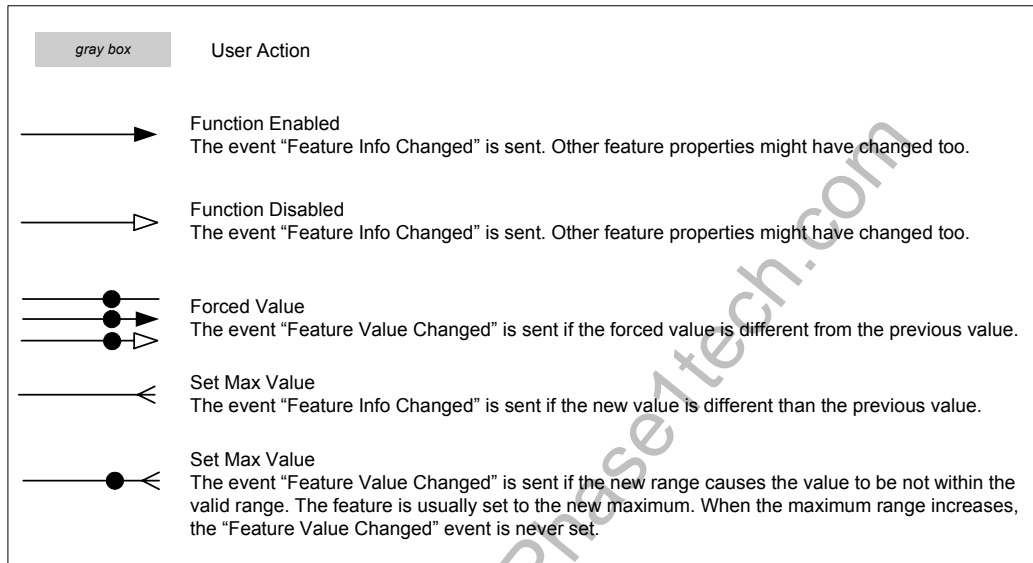 gray box
User Action
Function Enabled
The event “Feature Info Changed” is sent. Other feature properties might have changed too.
Function Disabled
The event “Feature Info Changed” is sent. Other feature properties might have changed too.
Forced Value
The event “Feature Value Changed” is sent if the forced value is different from the previous value.
Set Max Value
The event “Feature Info Changed” is sent if the new value is different than the previous value.
Set Max Value
The event “Feature Value Changed” is sent if the new range causes the value to be not within the
valid range. The feature is usually set to the new maximum. When the maximum range increases,
the “Feature Value Changed” event is never set.
Phase1tech.com